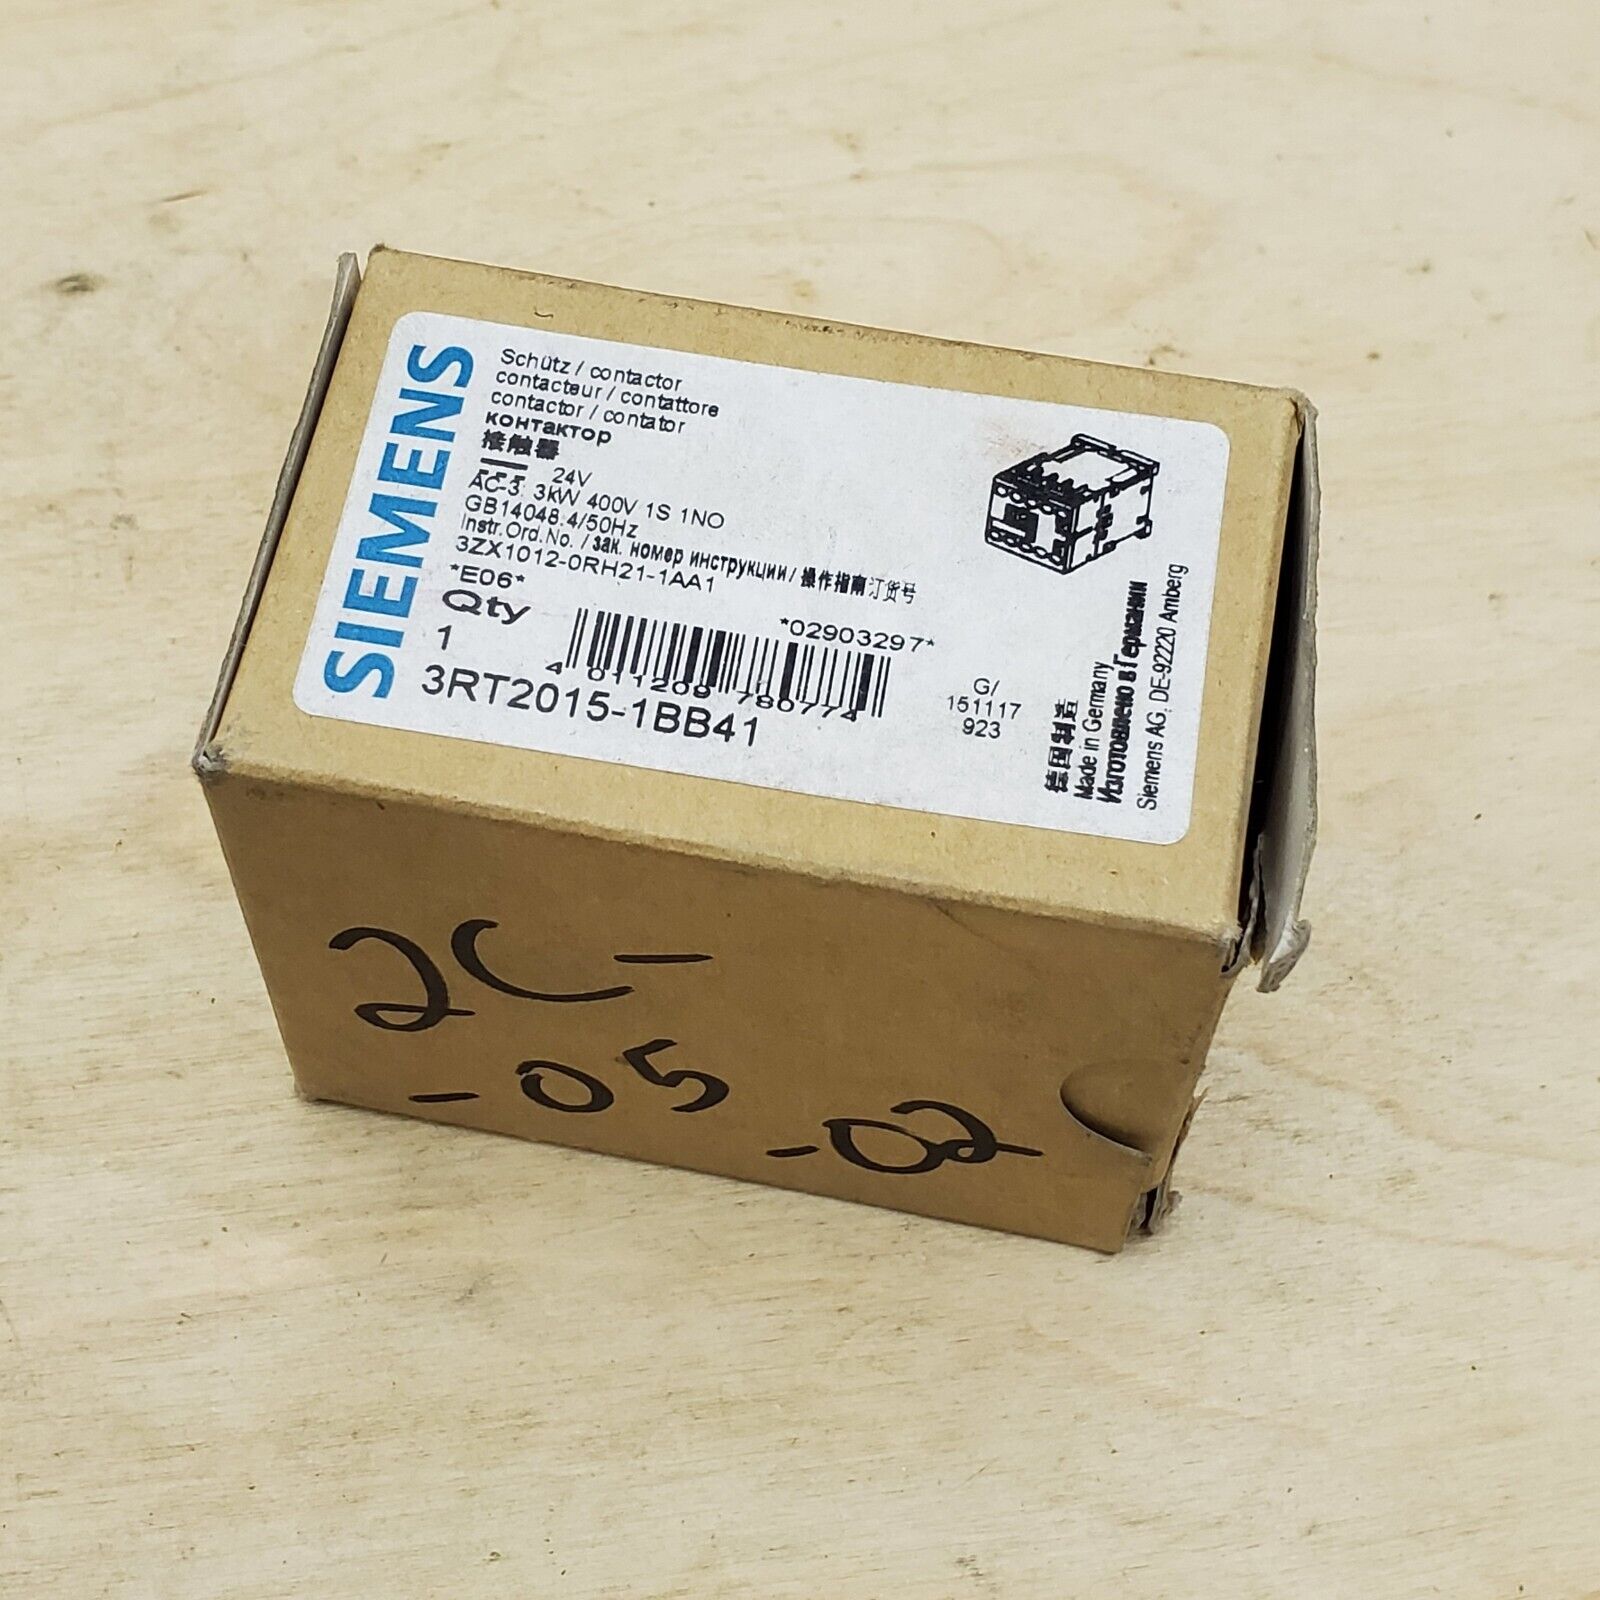 SIEMENS
Schütz / contactor
contacteur / contattore
contactor / contator
контактор
接触器
24V
AC-3, 3kW 400V 1S 1NO
GB14048.4/50Hz
Instr.Ord.No. / зак. номер инструкции / 操作指南订货号
3ZX1012-0RH21-1AA1
*E06*
Qty
1
*02903297*
4 011209 780774
3RT2015-1BB41
G/
151117
923
德国制造
Made in Germany
Изготовлено в Германии
Siemens AG, DE-92220 Amberg
2C-
-05
-02